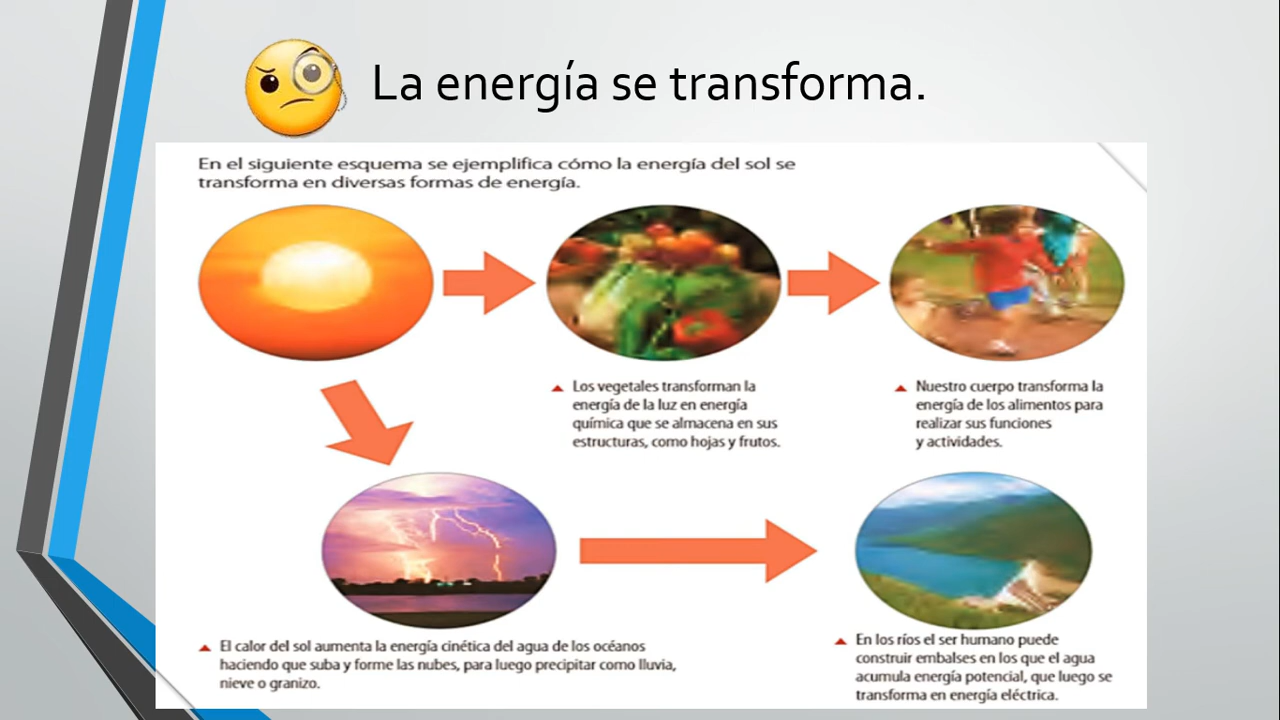 La energía se transforma.
En el siguiente esquema se ejemplifica cómo la energía del sol se
transforma en diversas formas de energía.
Los vegetales transforman la
energía de la luz en energía
química que se almacena en sus
estructuras, como hojas y frutos.
Nuestro cuerpo transforma la
energía de los alimentos para
realizar sus funciones
y actividades.
El calor del sol aumenta la energía cinética del agua de los océanos
haciendo que suba y forme las nubes, para luego precipitar como lluvia,
nieve o granizo.
En los ríos el ser humano puede
construir embalses en los que el agua
acumula energía potencial, que luego se
transforma en energía eléctrica.